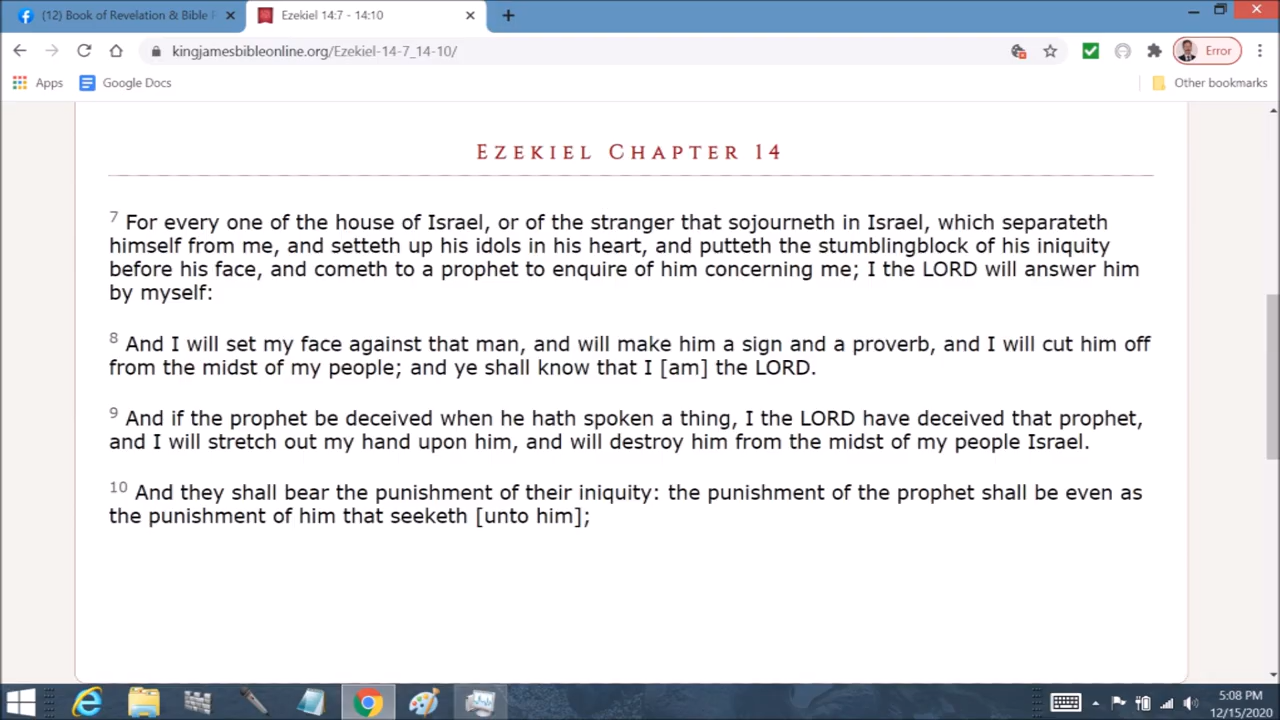 (12) Book of Revelation & Bible
Ezekiel 14:7 - 14:10
kingjamesbibleonline.org/Ezekiel-14-7_14-10/
Error
Apps
Google Docs
Other bookmarks
Ezekiel Chapter 14
7 For every one of the house of Israel, or of the stranger that sojourneth in Israel, which separateth
himself from me, and setteth up his idols in his heart, and putteth the stumblingblock of his iniquity
before his face, and cometh to a prophet to enquire of him concerning me; I the LORD will answer him
by myself:
8 And I will set my face against that man, and will make him a sign and a proverb, and I will cut him off
from the midst of my people; and ye shall know that I [am] the LORD.
9 And if the prophet be deceived when he hath spoken a thing, I the LORD have deceived that prophet,
and I will stretch out my hand upon him, and will destroy him from the midst of my people Israel.
10 And they shall bear the punishment of their iniquity: the punishment of the prophet shall be even as
the punishment of him that seeketh [unto him];
5:08 PM
12/15/2020